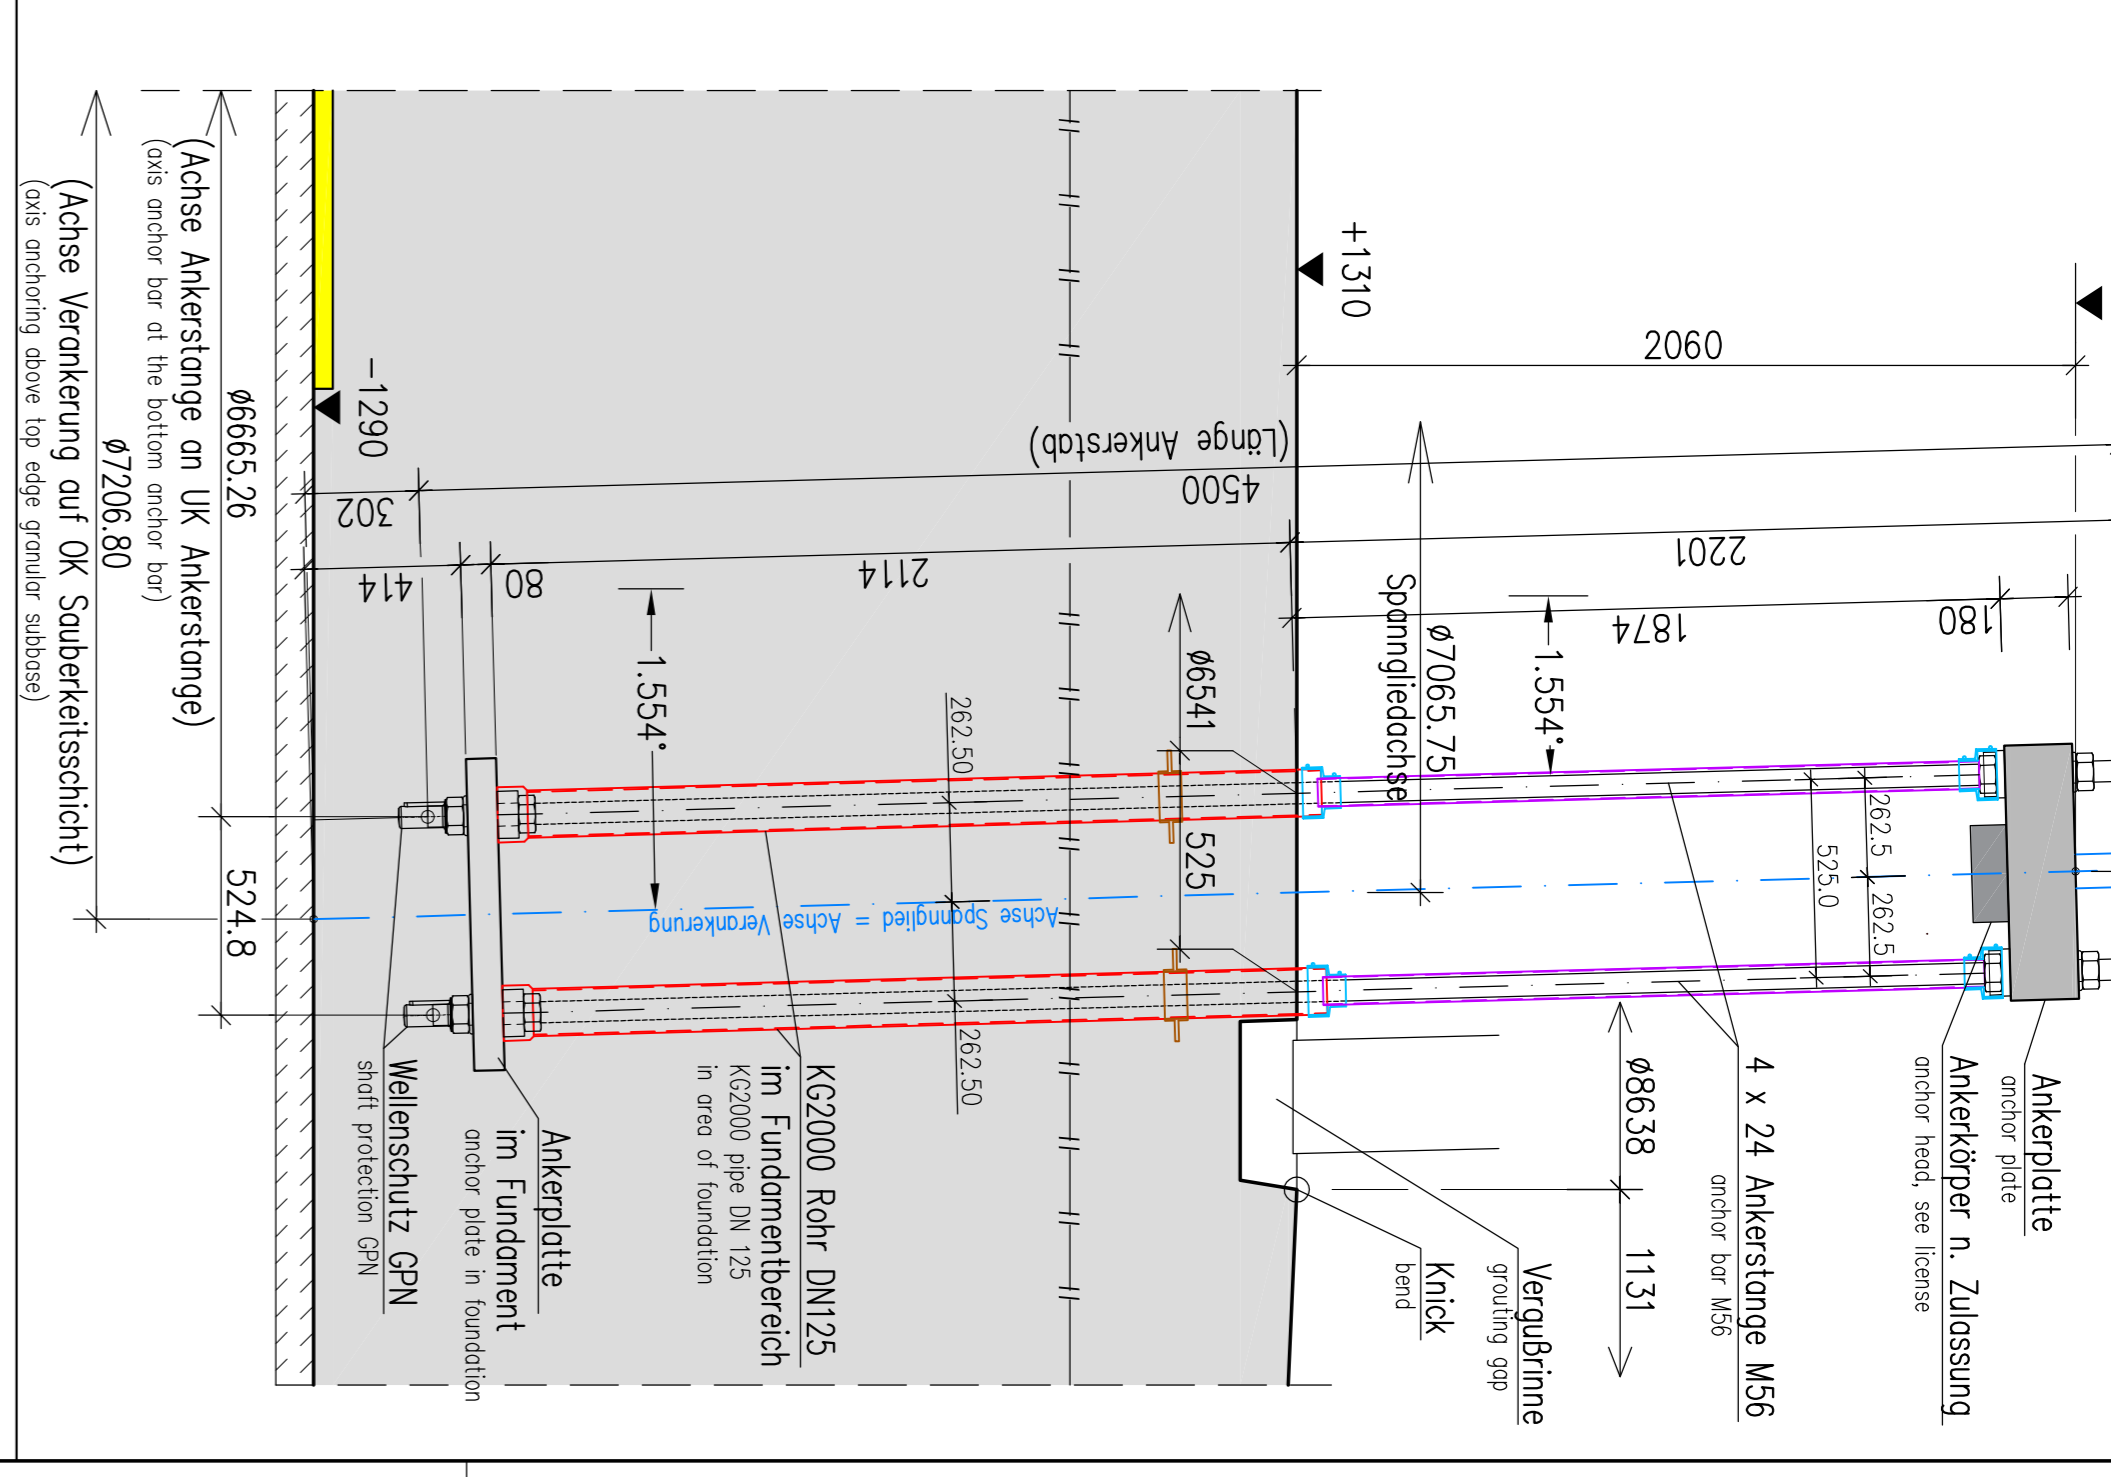 +1310
2060
-1290
(Länge Ankerstab)
4500
302
414
80
2114
2201
1874
180
(Achse Ankerstange an UK Ankerstange)
(axis anchor bar at the bottom anchor bar)
ø6665.26
(Achse Verankerung auf OK Sauberkeitsschicht)
(axis anchoring above top edge granular subbase)
ø7206.80
524.8
1.554°
262.50
262.50
ø6541
525
Spanngliedachse
ø7065.75
1.554°
262.5
262.5
525.0
Achse Spannglied = Achse Verankerung
ø8638
1131
Ankerplatte
anchor plate
Ankerkörper n. Zulassung
anchor head, see license
4 x 24 Ankerstange M56
anchor bar M56
Vergußrinne
grouting gap
Knick
bend
KG2000 Rohr DN125
im Fundamentbereich
KG2000 pipe DN 125
in area of foundation
Ankerplatte
im Fundament
anchor plate in foundation
Wellenschutz GPN
shaft protection GPN